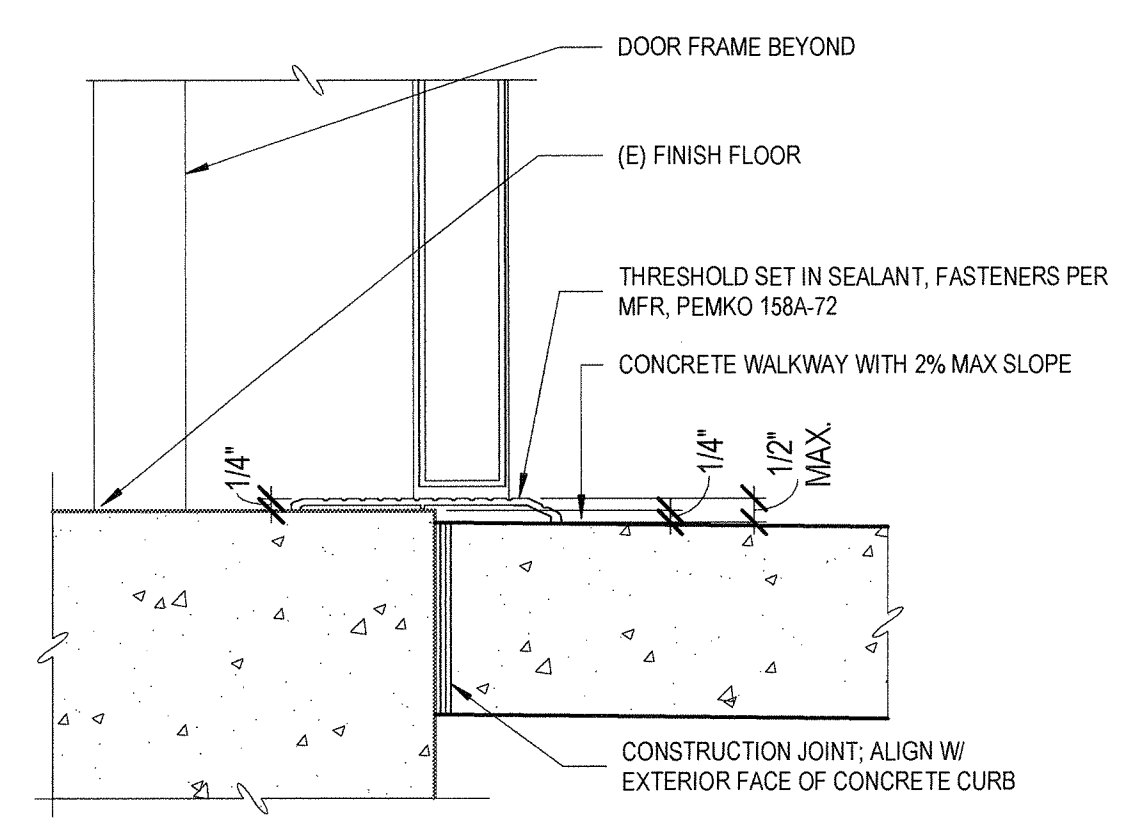 DOOR FRAME BEYOND
(E) FINISH FLOOR
THRESHOLD SET IN SEALANT, FASTENERS PER
MFR, PEMKO 158A-72
CONCRETE WALKWAY WITH 2% MAX SLOPE
1/4"
1/4"
1/2"
MAX.
CONSTRUCTION JOINT; ALIGN W/
EXTERIOR FACE OF CONCRETE CURB